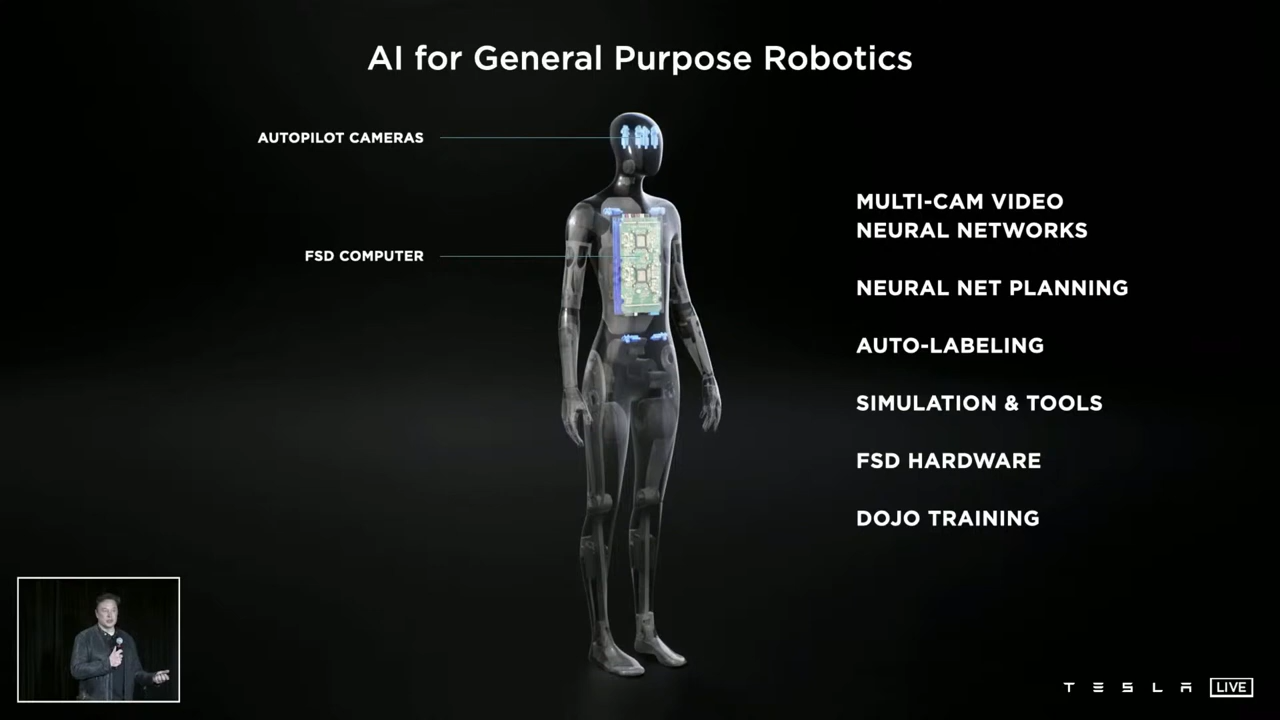 AI for General Purpose Robotics
AUTOPILOT CAMERAS
FSD COMPUTER
MULTI-CAM VIDEO
NEURAL NETWORKS
NEURAL NET PLANNING
AUTO-LABELING
SIMULATION & TOOLS
FSD HARDWARE
DOJO TRAINING
TESLA LIVE